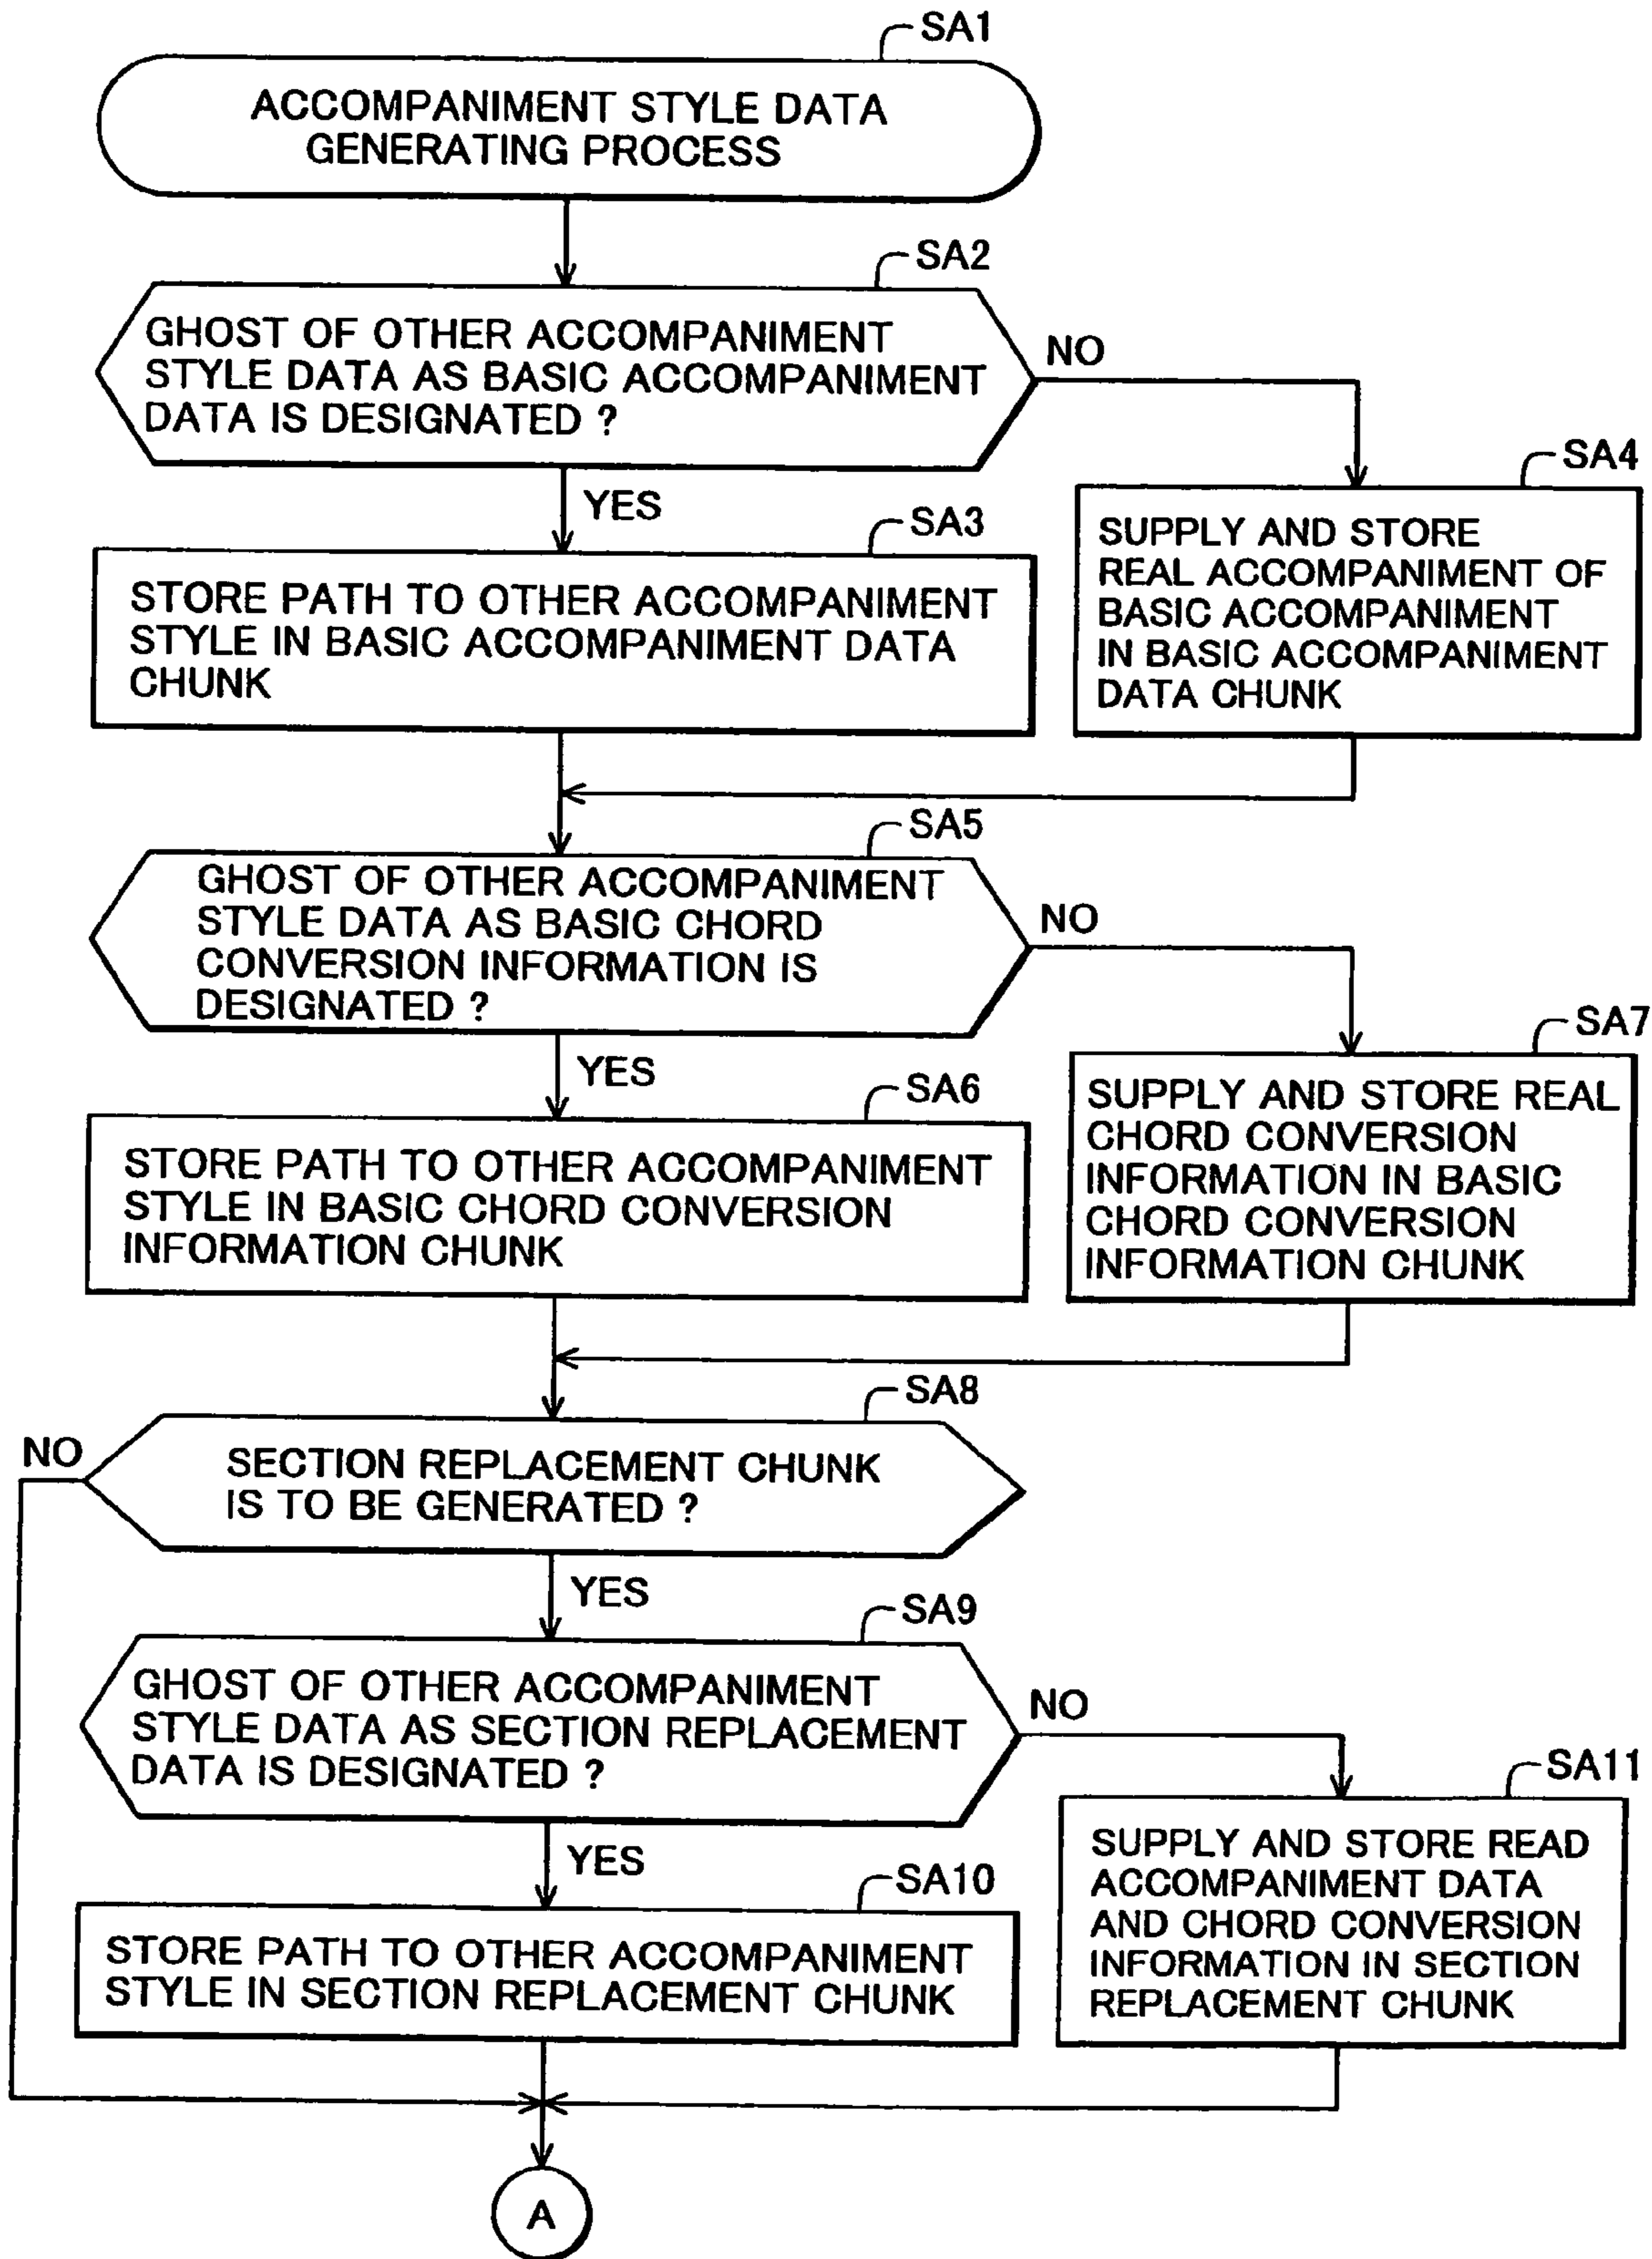 SA1
ACCOMPANIMENT STYLE DATA
GENERATING PROCESS
SA2
GHOST OF OTHER ACCOMPANIMENT
STYLE DATA AS BASIC ACCOMPANIMENT
DATA IS DESIGNATED ?
NO
YES
SA3
STORE PATH TO OTHER ACCOMPANIMENT
STYLE IN BASIC ACCOMPANIMENT DATA
CHUNK
SA4
SUPPLY AND STORE
REAL ACCOMPANIMENT OF
BASIC ACCOMPANIMENT
IN BASIC ACCOMPANIMENT
DATA CHUNK
SA5
GHOST OF OTHER ACCOMPANIMENT
STYLE DATA AS BASIC CHORD
CONVERSION INFORMATION IS
DESIGNATED ?
NO
YES
SA6
STORE PATH TO OTHER ACCOMPANIMENT
STYLE IN BASIC CHORD CONVERSION
INFORMATION CHUNK
SA7
SUPPLY AND STORE REAL
CHORD CONVERSION
INFORMATION IN BASIC
CHORD CONVERSION
INFORMATION CHUNK
SA8
NO
SECTION REPLACEMENT CHUNK
IS TO BE GENERATED ?
YES
SA9
GHOST OF OTHER ACCOMPANIMENT
STYLE DATA AS SECTION REPLACEMENT
DATA IS DESIGNATED ?
NO
YES
SA10
STORE PATH TO OTHER ACCOMPANIMENT
STYLE IN SECTION REPLACEMENT CHUNK
SA11
SUPPLY AND STORE READ
ACCOMPANIMENT DATA
AND CHORD CONVERSION
INFORMATION IN SECTION
REPLACEMENT CHUNK
A